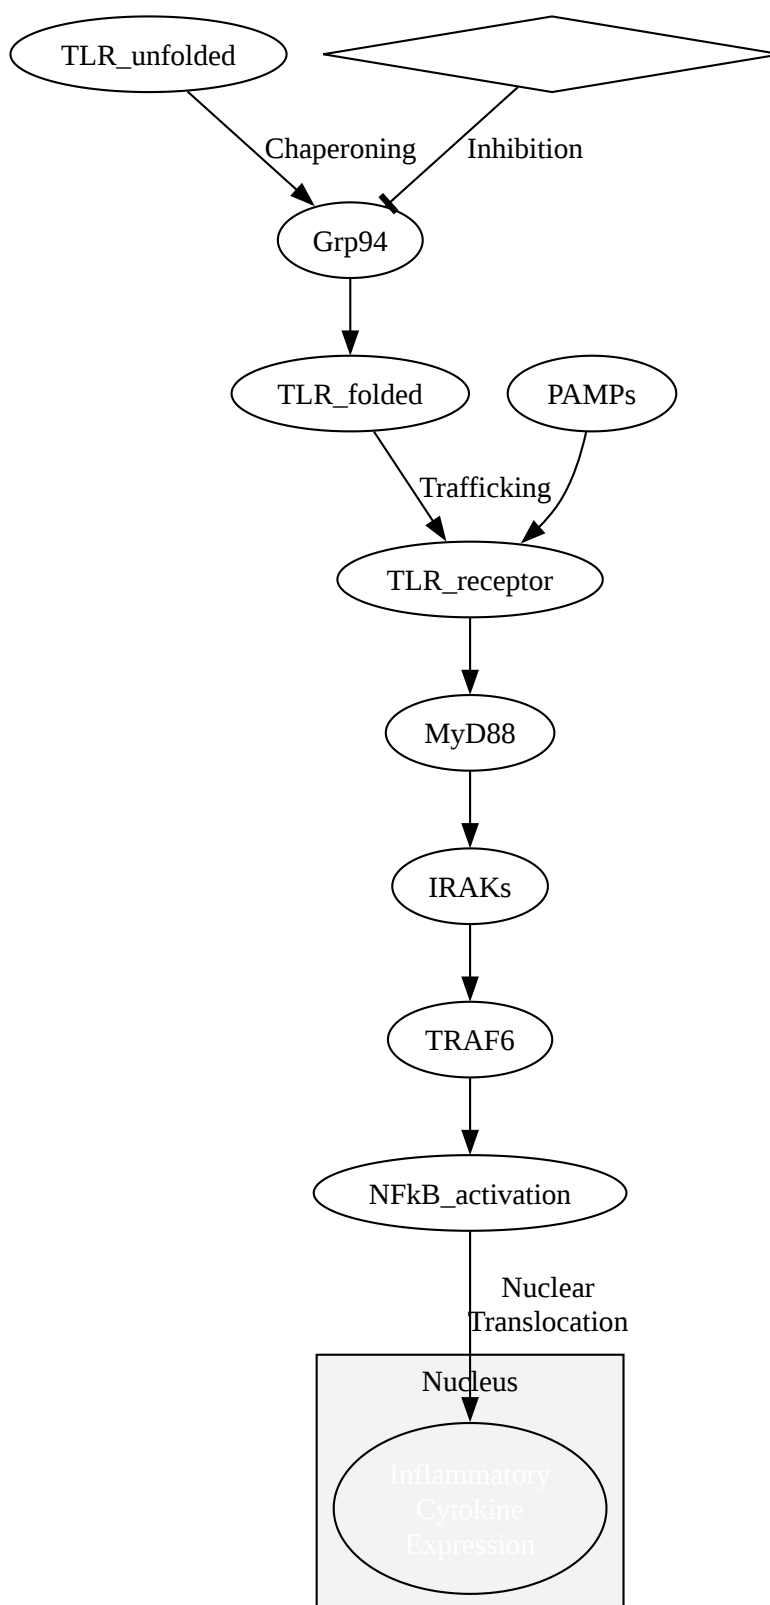 TLR_unfolded
Chaperoning
Inhibition
Grp94
TLR_folded
PAMPs
Trafficking
TLR_receptor
MyD88
IRAKs
TRAF6
NFkB_activation
Nuclear
Translocation
Nucleus
Inflammatory
Cytokine
Expression